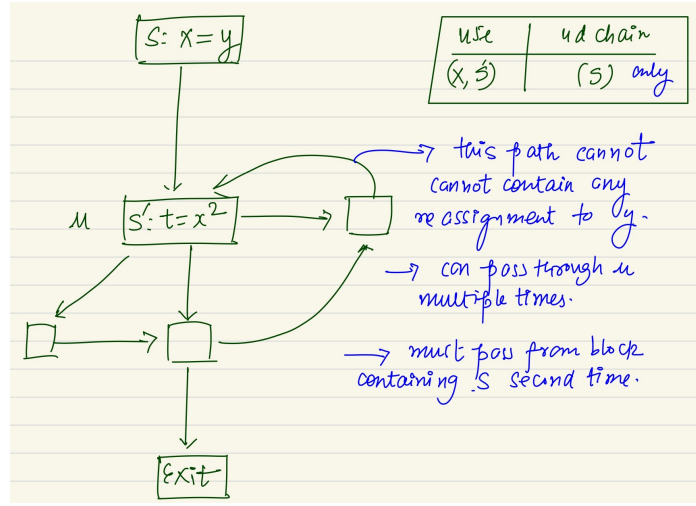 S: x = y
use | ud chain
(x, s') | (s) only
→ this path cannot
cannot contain any
reassignment to y.
u
s': t = x²
→ can pass through u
multiple times.
→ must pass from block
containing S second time.
Exit